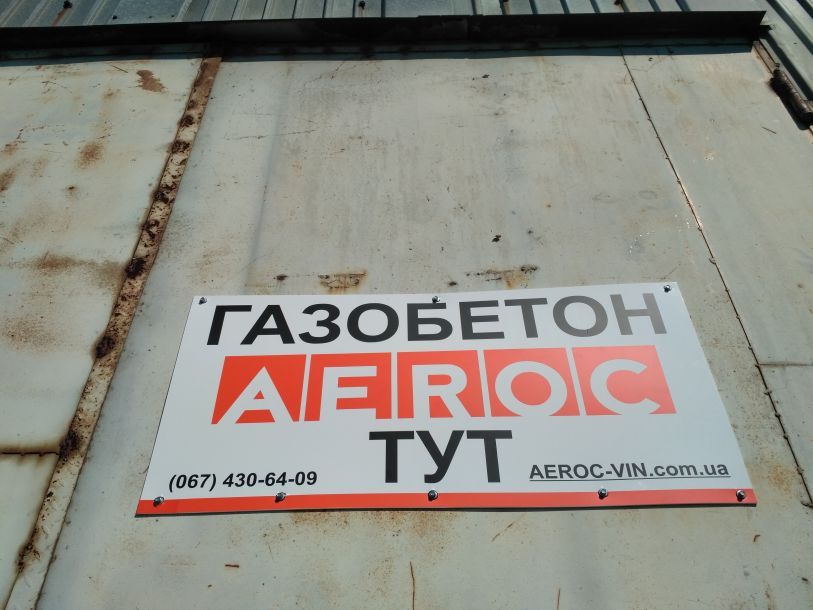 ГАЗОБЕТОН
AEROC
ТУТ
(067) 430-64-09
AEROC-VIN.com.ua